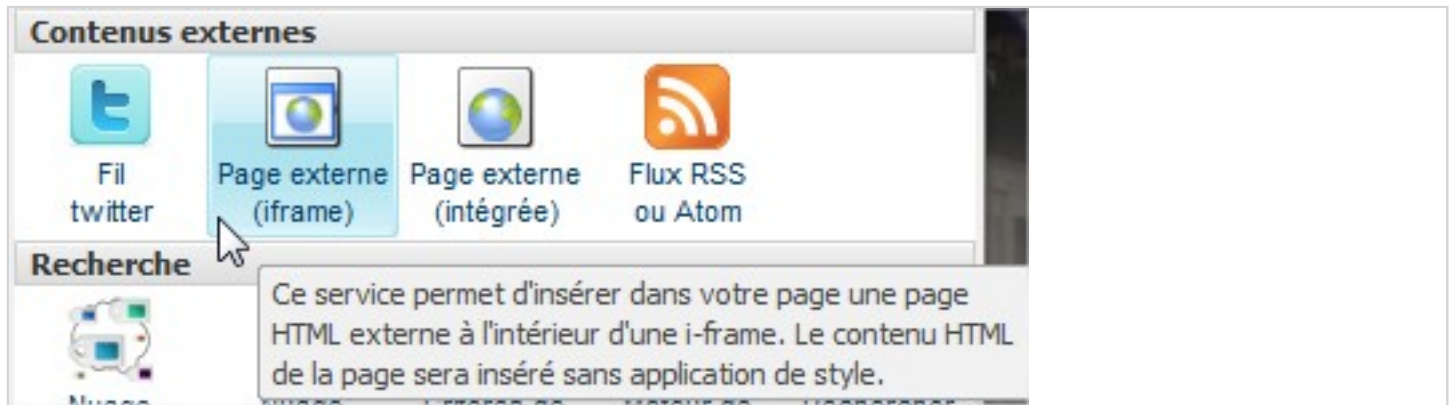 Contenus externes
Fil
twitter
Page externe
(iframe)
Page externe
(intégrée)
Flux RSS
ou Atom
Recherche
Ce service permet d'insérer dans votre page une page
HTML externe à l'intérieur d'une i-frame. Le contenu HTML
de la page sera inséré sans application de style.